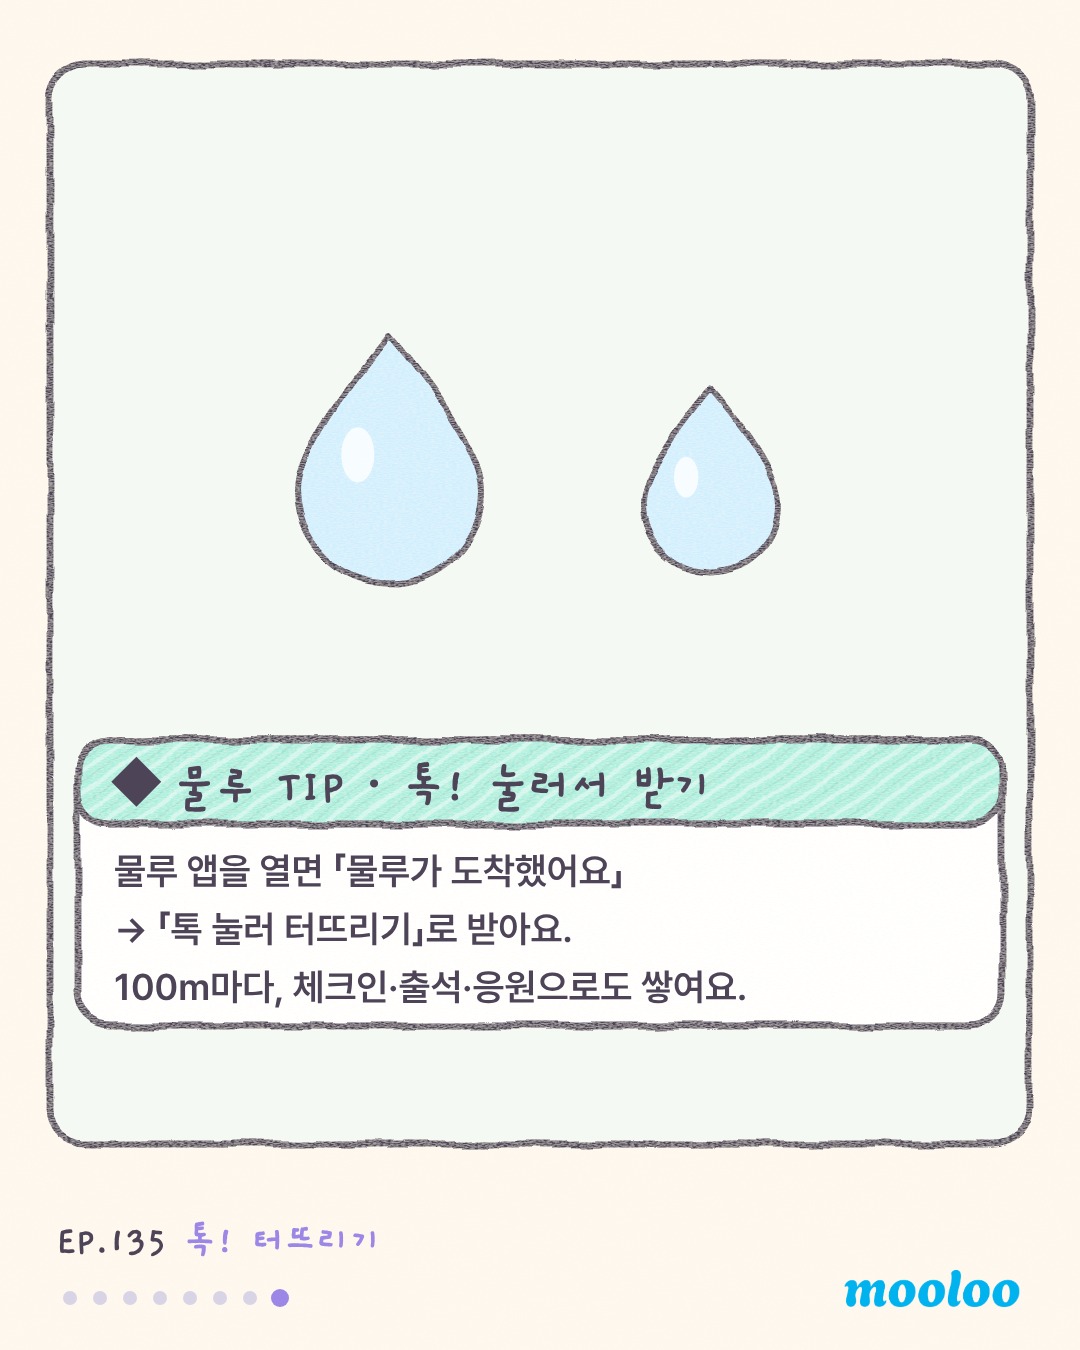 물루 TIP · 톡! 눌러서 받기
물루 앱을 열면 「물루가 도착했어요」
→ 「톡 눌러 터뜨리기」로 받아요.
100m마다, 체크인·출석·응원으로도 쌓여요.
EP.135 톡! 터뜨리기
mooloo